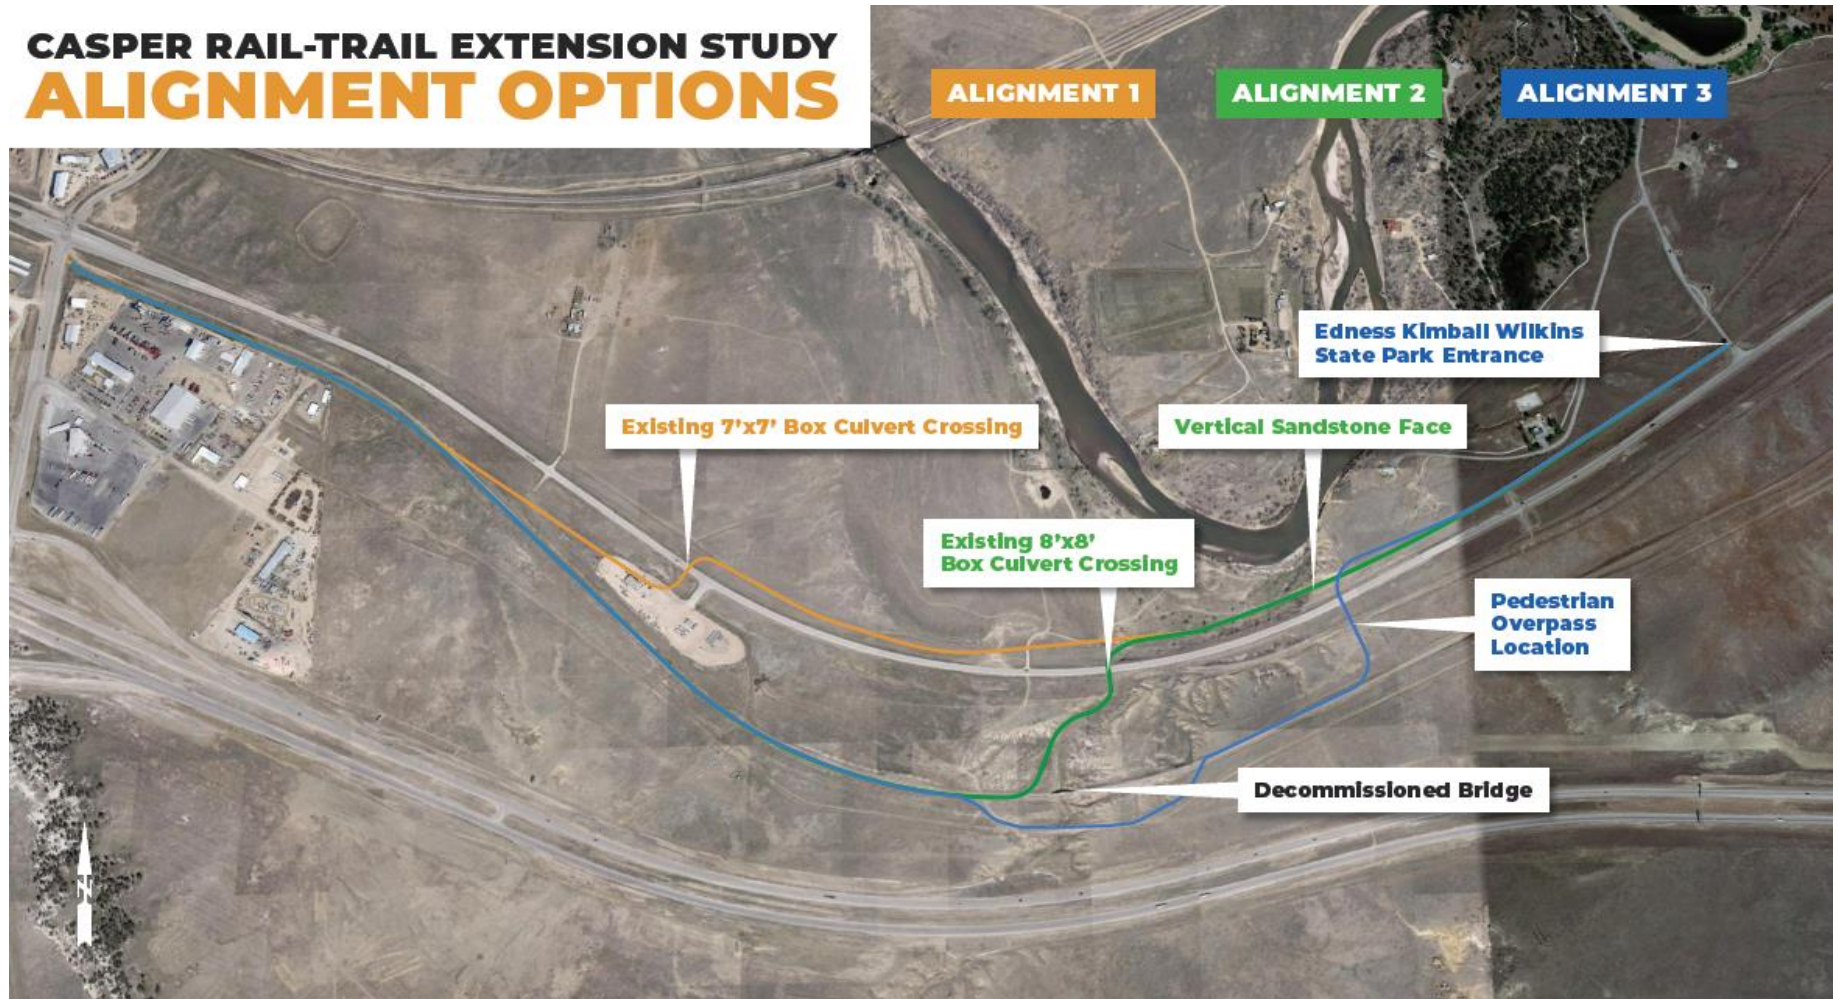 CASPER RAIL-TRAIL EXTENSION STUDY
ALIGNMENT OPTIONS
ALIGNMENT 1
ALIGNMENT 2
ALIGNMENT 3
Edness Kimball Wilkins
State Park Entrance
Existing 7’x7’ Box Culvert Crossing
Vertical Sandstone Face
Existing 8’x8’
Box Culvert Crossing
Pedestrian
Overpass
Location
Decommissioned Bridge
N